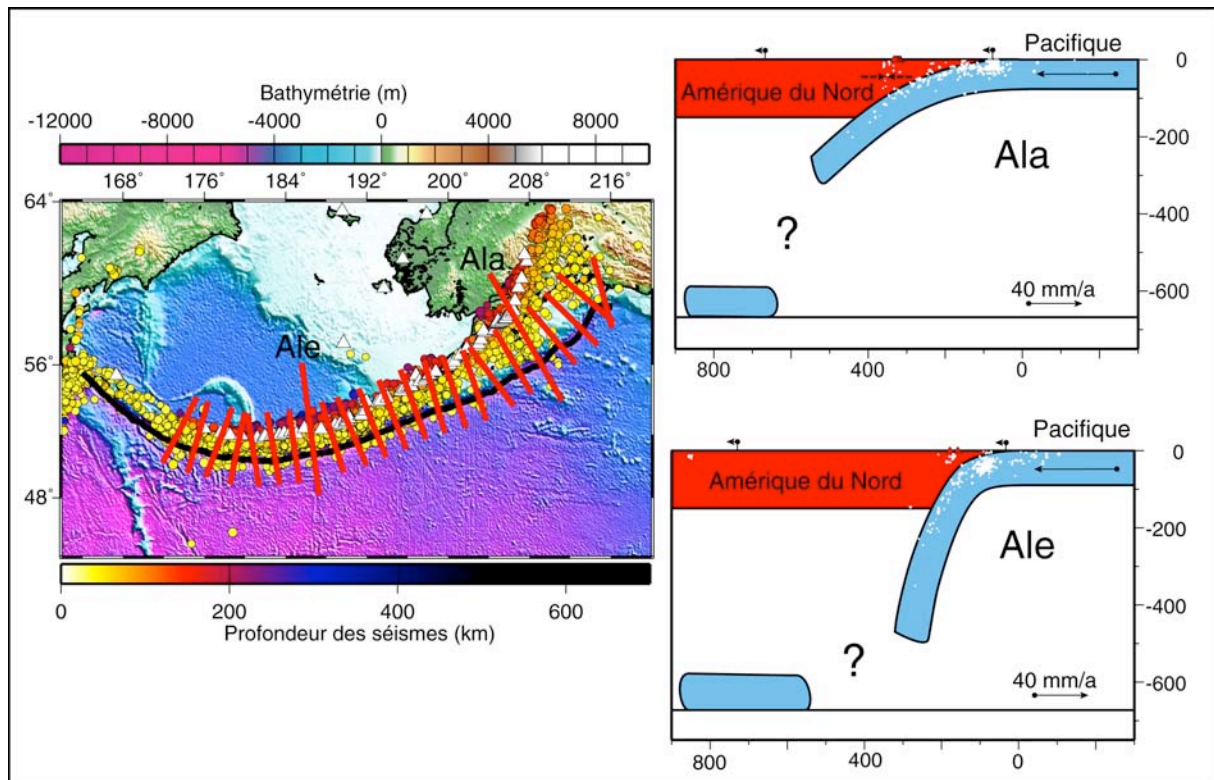 Bathymétrie (m)
-12000 -8000 -4000 0 4000 8000
168° 176° 184° 192° 200° 208° 216°
64°
56°
48°
Ala
Ale
0 200 400 600
Profondeur des séismes (km)
Pacifique
Amérique du Nord
Ala
?
40 mm/a
-0
-200
-400
-600
800 400 0
Pacifique
Amérique du Nord
Ale
?
40 mm/a
-0
-200
-400
-600
800 400 0